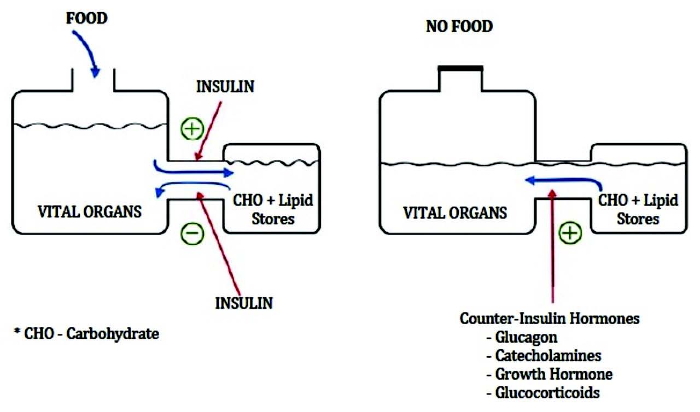 FOOD
INSULIN
+
VITAL ORGANS
CHO + Lipid
Stores
−
INSULIN
* CHO - Carbohydrate
NO FOOD
VITAL ORGANS
CHO + Lipid
Stores
+
Counter-Insulin Hormones
- Glucagon
- Catecholamines
- Growth Hormone
- Glucocorticoids